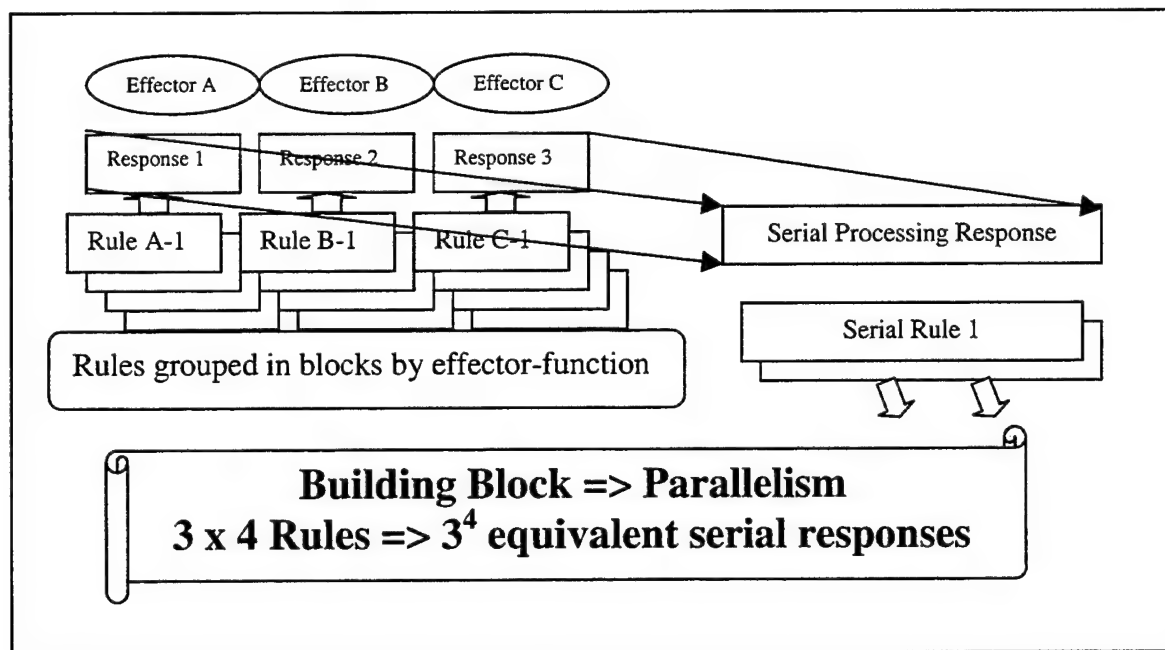 Effector A Effector B Effector C
Response 1 Response 2 Response 3
Rule A-1 Rule B-1 Rule C-1
Rules grouped in blocks by effector-function
Serial Processing Response
Serial Rule 1
Building Block => Parallelism
3 x 4 Rules => 3⁴ equivalent serial responses